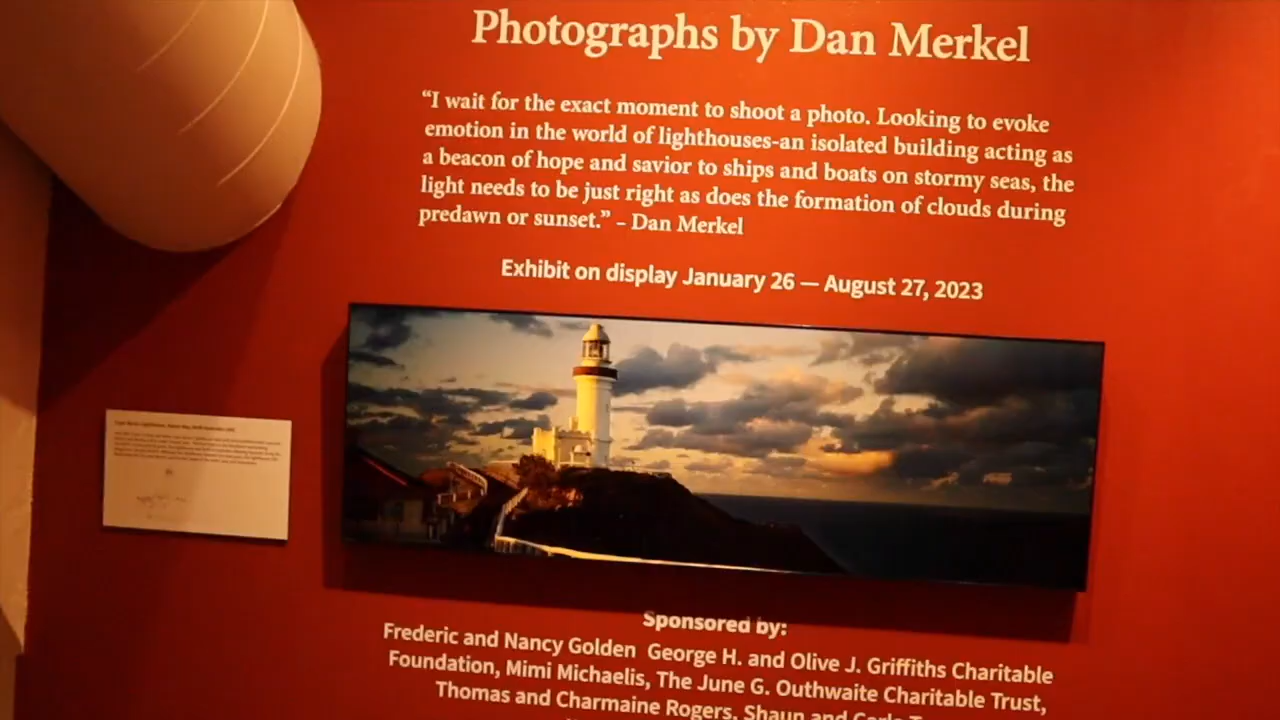 Photographs by Dan Merkel
“I wait for the exact moment to shoot a photo. Looking to evoke
emotion in the world of lighthouses-an isolated building acting as
a beacon of hope and savior to ships and boats on stormy seas, the
light needs to be just right as does the formation of clouds during
predawn or sunset.” – Dan Merkel
Exhibit on display January 26 — August 27, 2023
Sponsored by:
Frederic and Nancy Golden George H. and Olive J. Griffiths Charitable
Foundation, Mimi Michaelis, The June G. Outhwaite Charitable Trust,
Thomas and Charmaine Rogers, Shaun and